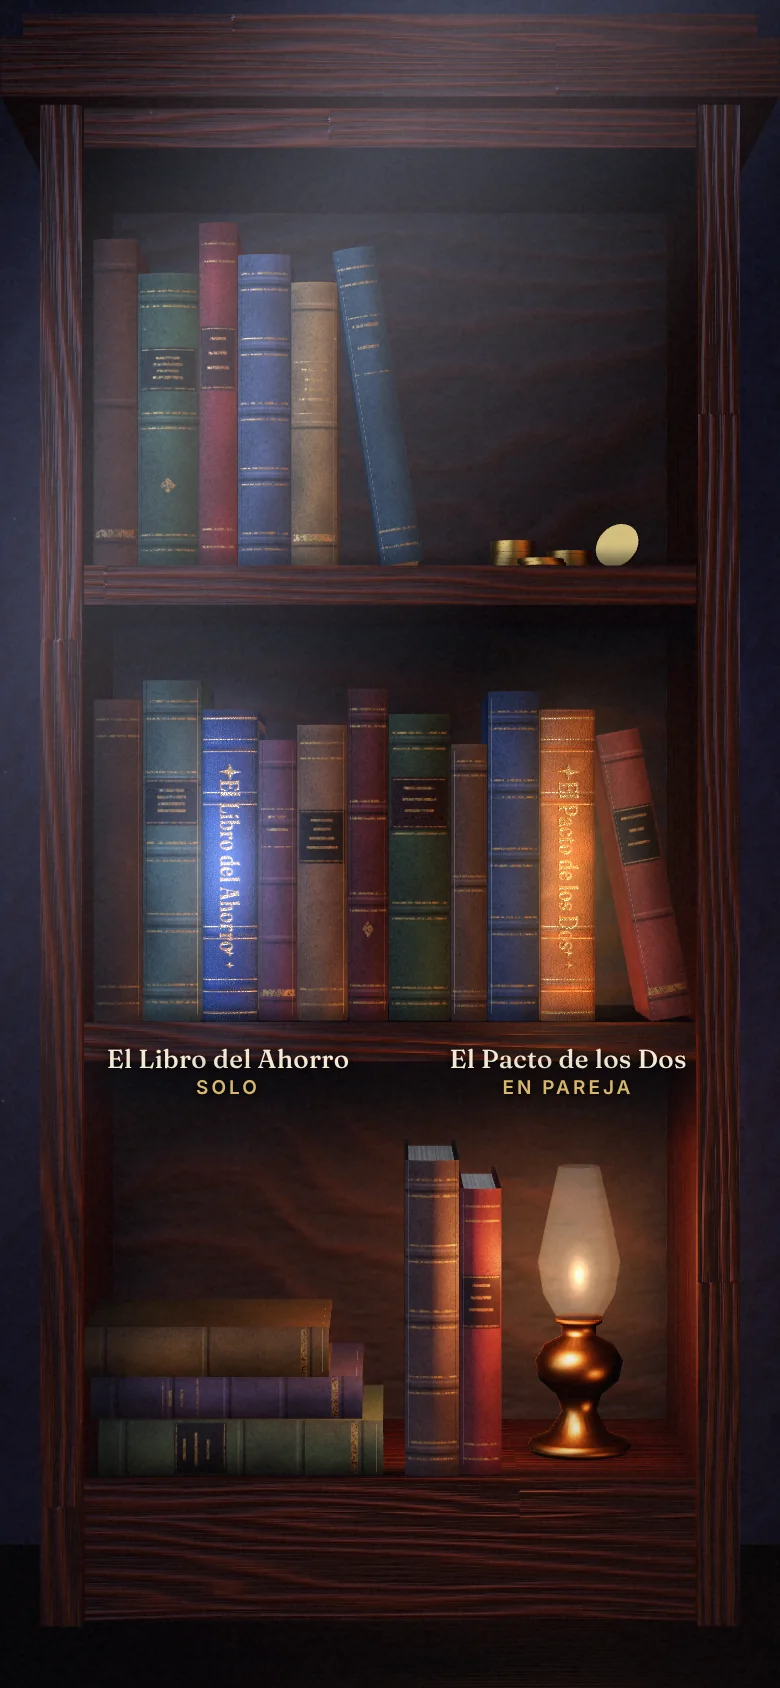 El Libro del Ahorro
El Pacto de los Dos
El Libro del Ahorro
SOLO
El Pacto de los Dos
EN PAREJA